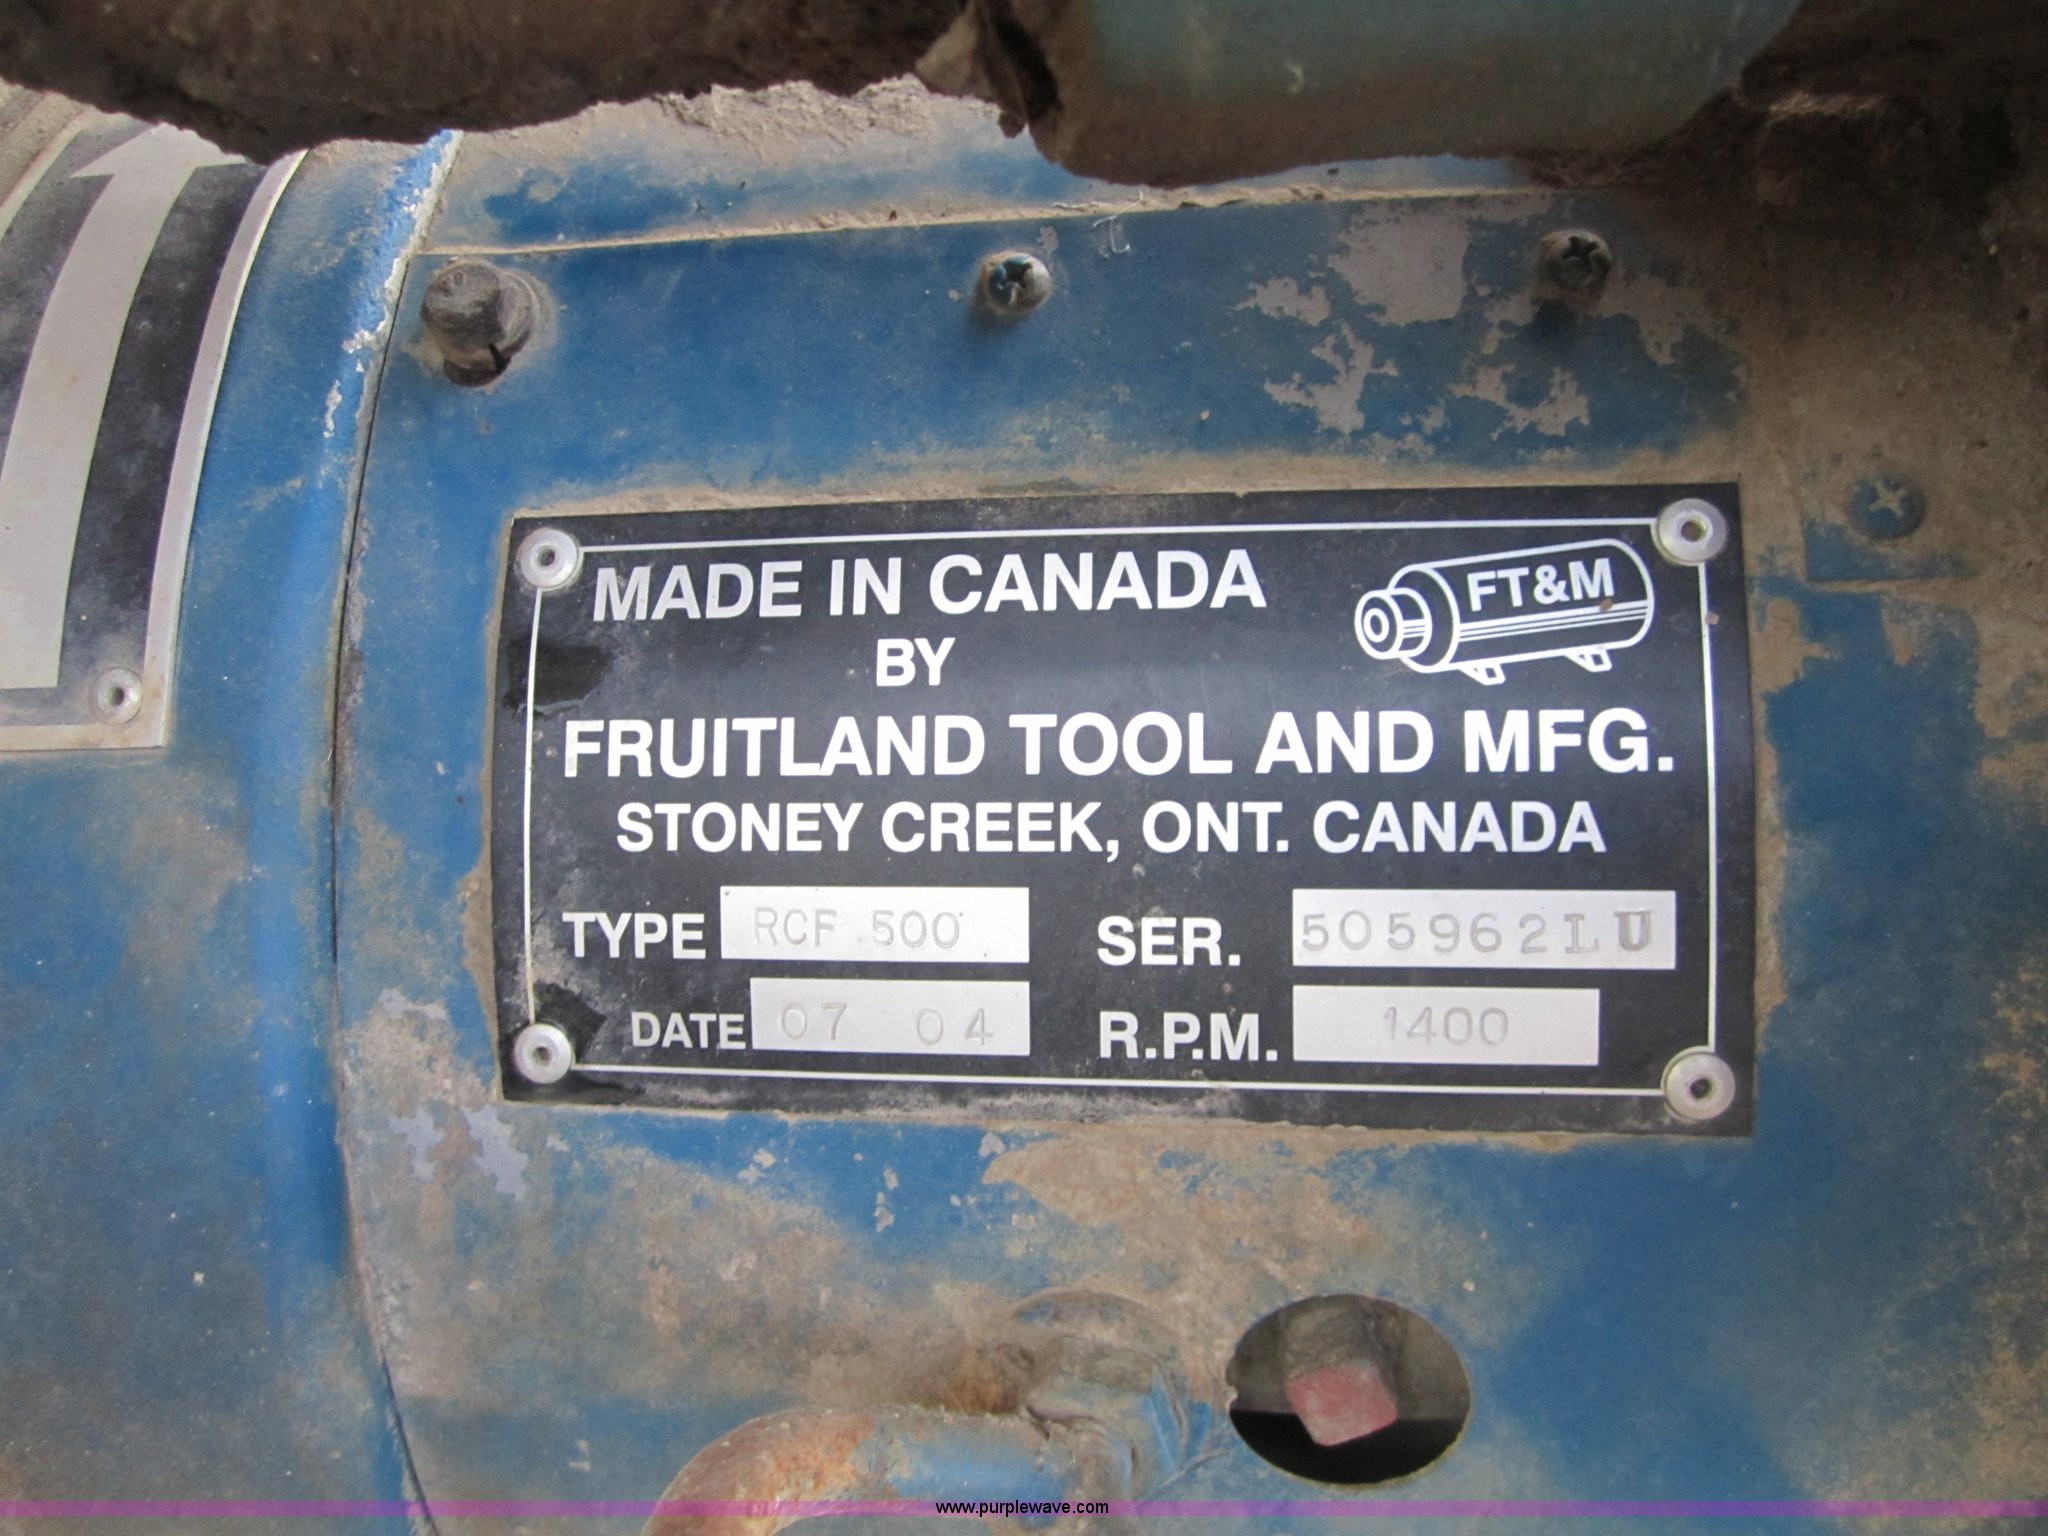 MADE IN CANADA
FT&M
BY
FRUITLAND TOOL AND MFG.
STONEY CREEK, ONT. CANADA
TYPE RCF 500 SER. 505962LU
DATE 07 04 R.P.M. 1400
www.purplewave.com